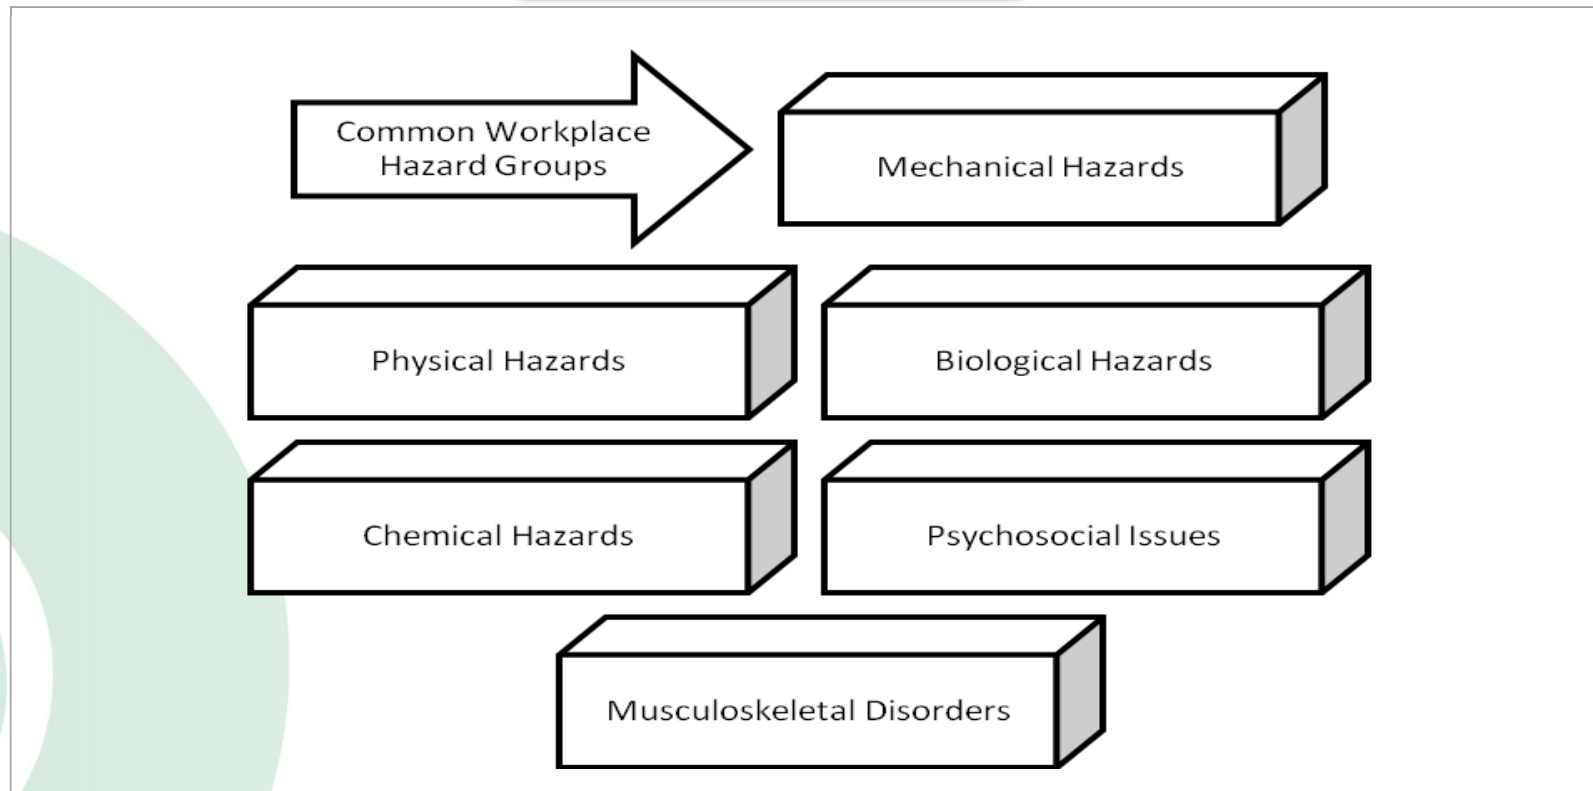 Common Workplace
Hazard Groups
Mechanical Hazards
Physical Hazards
Biological Hazards
Chemical Hazards
Psychosocial Issues
Musculoskeletal Disorders